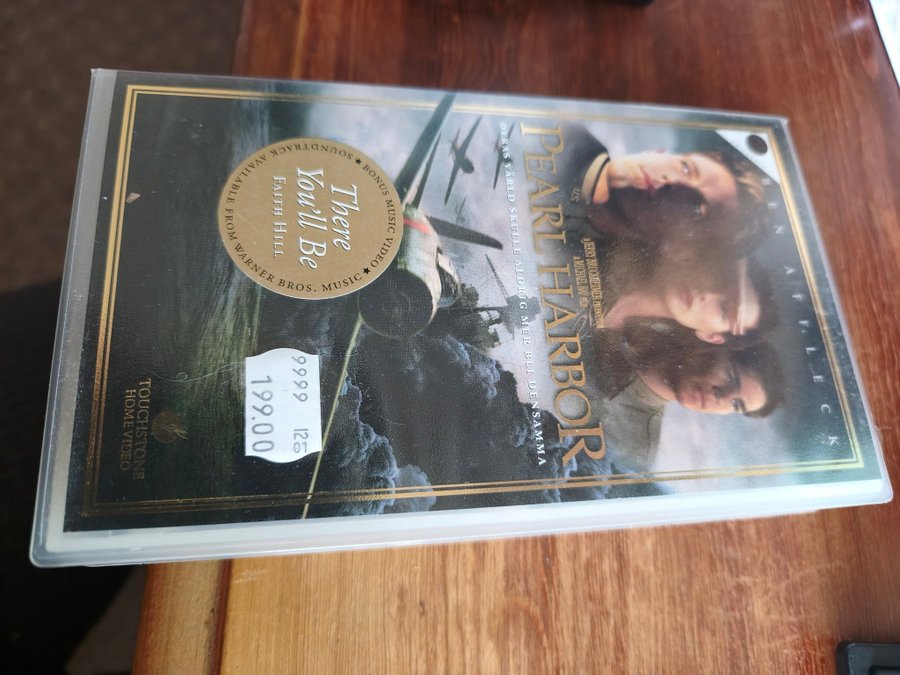 BEN AFFLECK
PEARL HARBOR
DERAS VÄRLD SKULLE ALDRIG MER BLI DENSAMMA
★ BONUS MUSIC VIDEO ★
There
You'll Be
FAITH HILL
SOUNDTRACK AVAILABLE FROM WARNER BROS. MUSIC
9999 125
199.00
TOUCHSTONE
HOME VIDEO